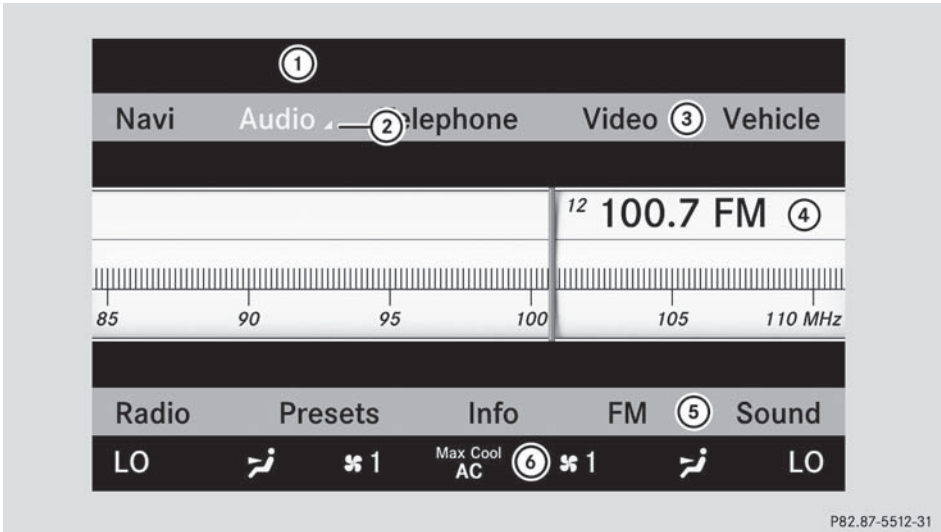 1
Navi Audio 2 elephone Video 3 Vehicle
12 100.7 FM 4
85 90 95 100 105 110 MHz
Radio Presets Info FM 5 Sound
LO 1 Max Cool AC 6 1 LO
P82.87-5512-31